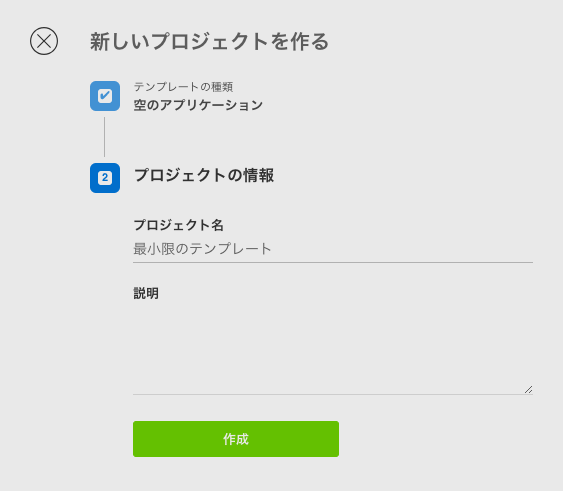 新しいプロジェクトを作る
テンプレートの種類
空のアプリケーション
2
プロジェクトの情報
プロジェクト名
最小限のテンプレート
説明
作成